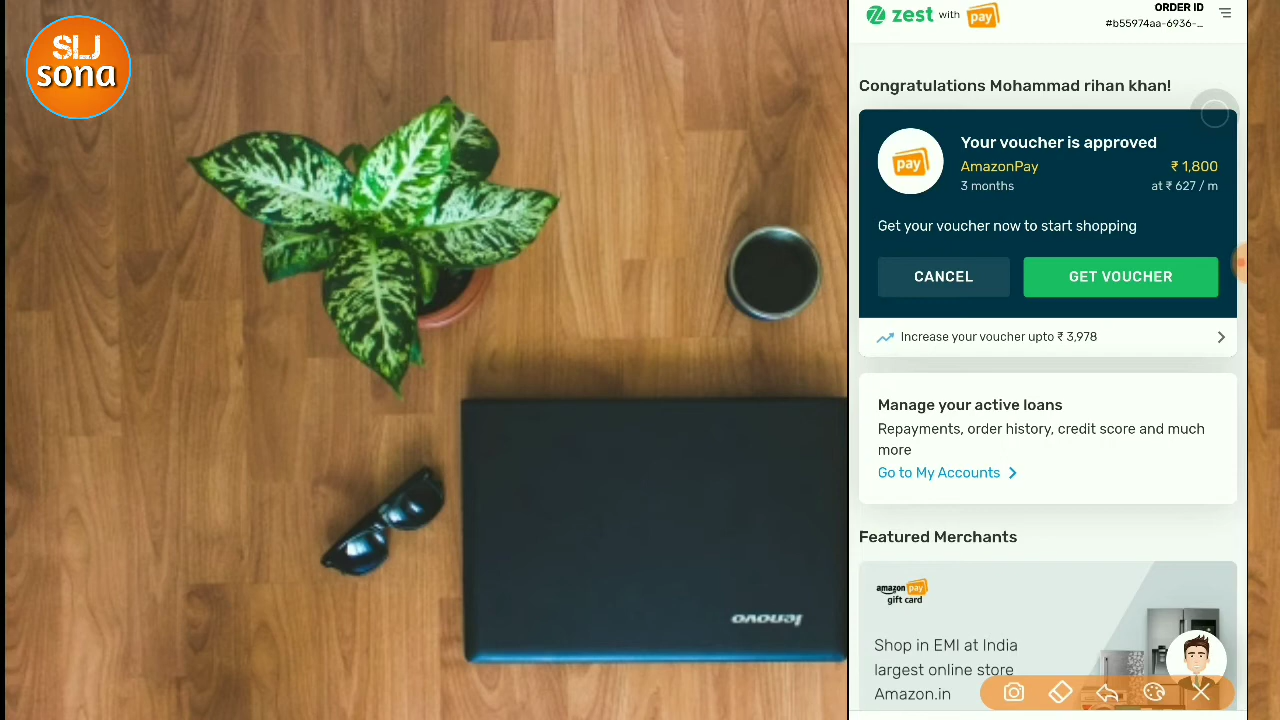 SLJ
sona
zest with pay
ORDER ID
#b55974aa-6936-_
Congratulations Mohammad rihan khan!
pay
Your voucher is approved
AmazonPay
₹ 1,800
3 months
at ₹ 627 / m
Get your voucher now to start shopping
CANCEL
GET VOUCHER
Increase your voucher upto ₹ 3,978
Manage your active loans
Repayments, order history, credit score and much
more
Go to My Accounts
Featured Merchants
amazon pay
gift card
Shop in EMI at India
largest online store
Amazon.in
lenovo